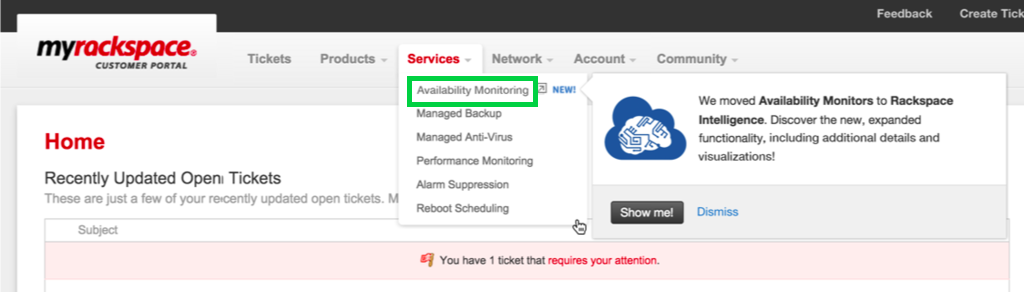 Feedback Create Tick
myrackspace®
CUSTOMER PORTAL
Tickets Products Services Network Account Community
Availability Monitoring NEW!
Managed Backup
Managed Anti-Virus
Performance Monitoring
Alarm Suppression
Reboot Scheduling
We moved Availability Monitors to Rackspace
Intelligence. Discover the new, expanded
functionality, including additional details and
visualizations!
Show me! Dismiss
Home
Recently Updated Open Tickets
These are just a few of your recently updated open tickets. M
Subject
You have 1 ticket that requires your attention.